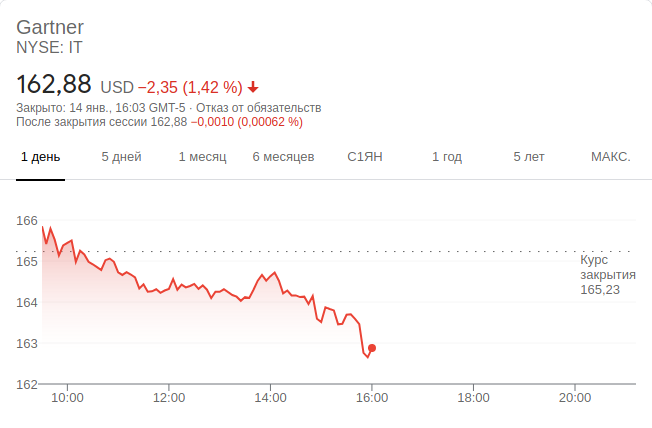 Gartner
NYSE: IT
162,88 USD −2,35 (1,42 %)
Закрыто: 14 янв., 16:03 GMT-5 · Отказ от обязательств
После закрытия сессии 162,88 −0,0010 (0,00062 %)
1 день 5 дней 1 месяц 6 месяцев С1ЯН 1 год 5 лет МАКС.
166
165
164
163
162
Курс
закрытия
165,23
10:00 12:00 14:00 16:00 18:00 20:00